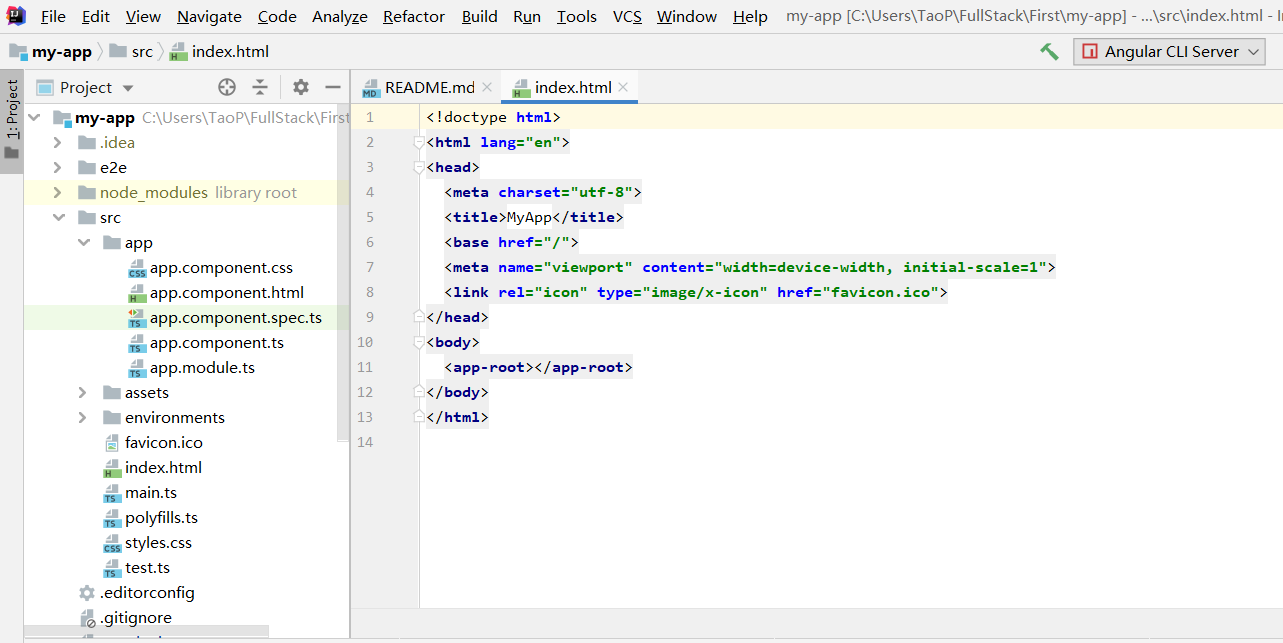 File Edit View Navigate Code Analyze Refactor Build Run Tools VCS Window Help my-app [C:\Users\TaoP\FullStack\First\my-app] - ...\src\index.html -
my-app src index.html Angular CLI Server
1: Project
Project
README.md index.html
my-app C:\Users\TaoP\FullStack\First
.idea
e2e
node_modules library root
src
app
app.component.css
app.component.html
app.component.spec.ts
app.component.ts
app.module.ts
assets
environments
favicon.ico
index.html
main.ts
polyfills.ts
styles.css
test.ts
.editorconfig
.gitignore
1 <!doctype html>
2 <html lang="en">
3 <head>
4 <meta charset="utf-8">
5 <title>MyApp</title>
6 <base href="/">
7 <meta name="viewport" content="width=device-width, initial-scale=1">
8 <link rel="icon" type="image/x-icon" href="favicon.ico">
9 </head>
10 <body>
11 <app-root></app-root>
12 </body>
13 </html>
14